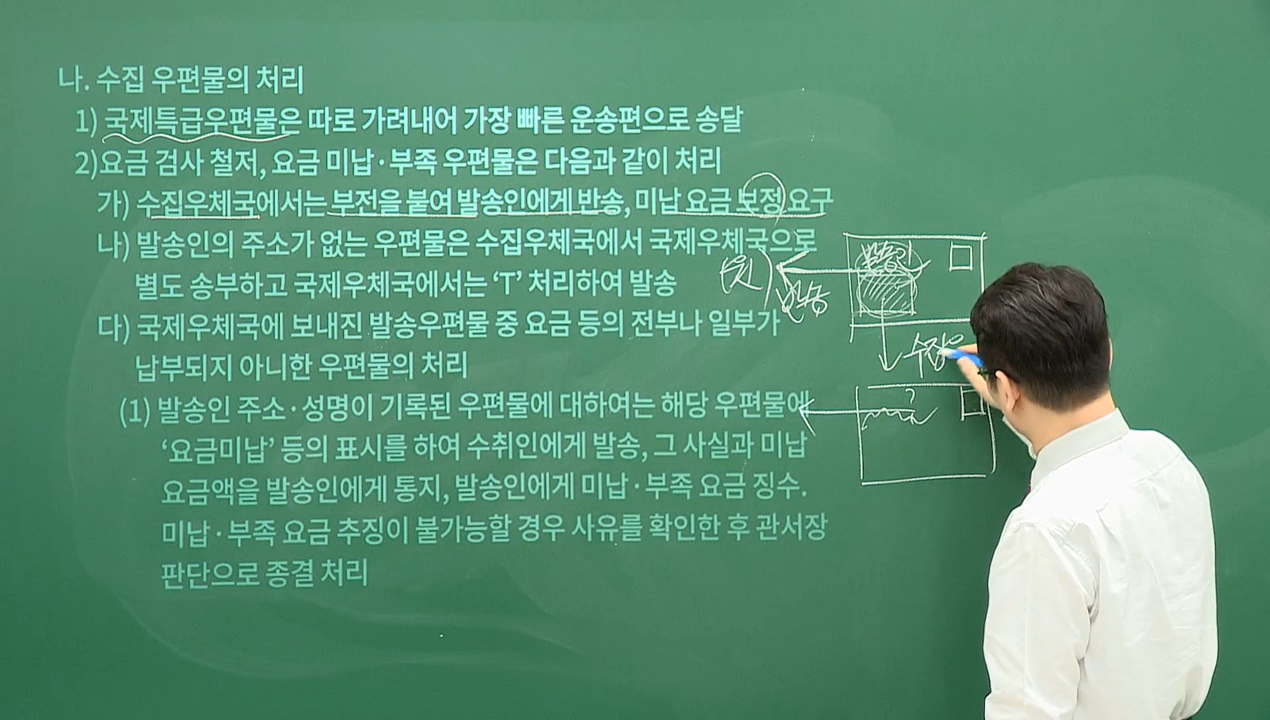 나. 수집 우편물의 처리
1) 국제특급우편물은 따로 가려내어 가장 빠른 운송편으로 송달
2)요금 검사 철저, 요금 미납·부족 우편물은 다음과 같이 처리
가) 수집우체국에서는 부전을 붙여 발송인에게 반송, 미납 요금 보정 요구
나) 발송인의 주소가 없는 우편물은 수집우체국에서 국제우체국으로
별도 송부하고 국제우체국에서는 ‘T’ 처리하여 발송
다) 국제우체국에 보내진 발송우편물 중 요금 등의 전부나 일부가
납부되지 아니한 우편물의 처리
(1) 발송인 주소·성명이 기록된 우편물에 대하여는 해당 우편물에
‘요금미납’ 등의 표시를 하여 수취인에게 발송, 그 사실과 미납
요금액을 발송인에게 통지, 발송인에게 미납·부족 요금 징수.
미납·부족 요금 추징이 불가능할 경우 사유를 확인한 후 관서장
판단으로 종결 처리